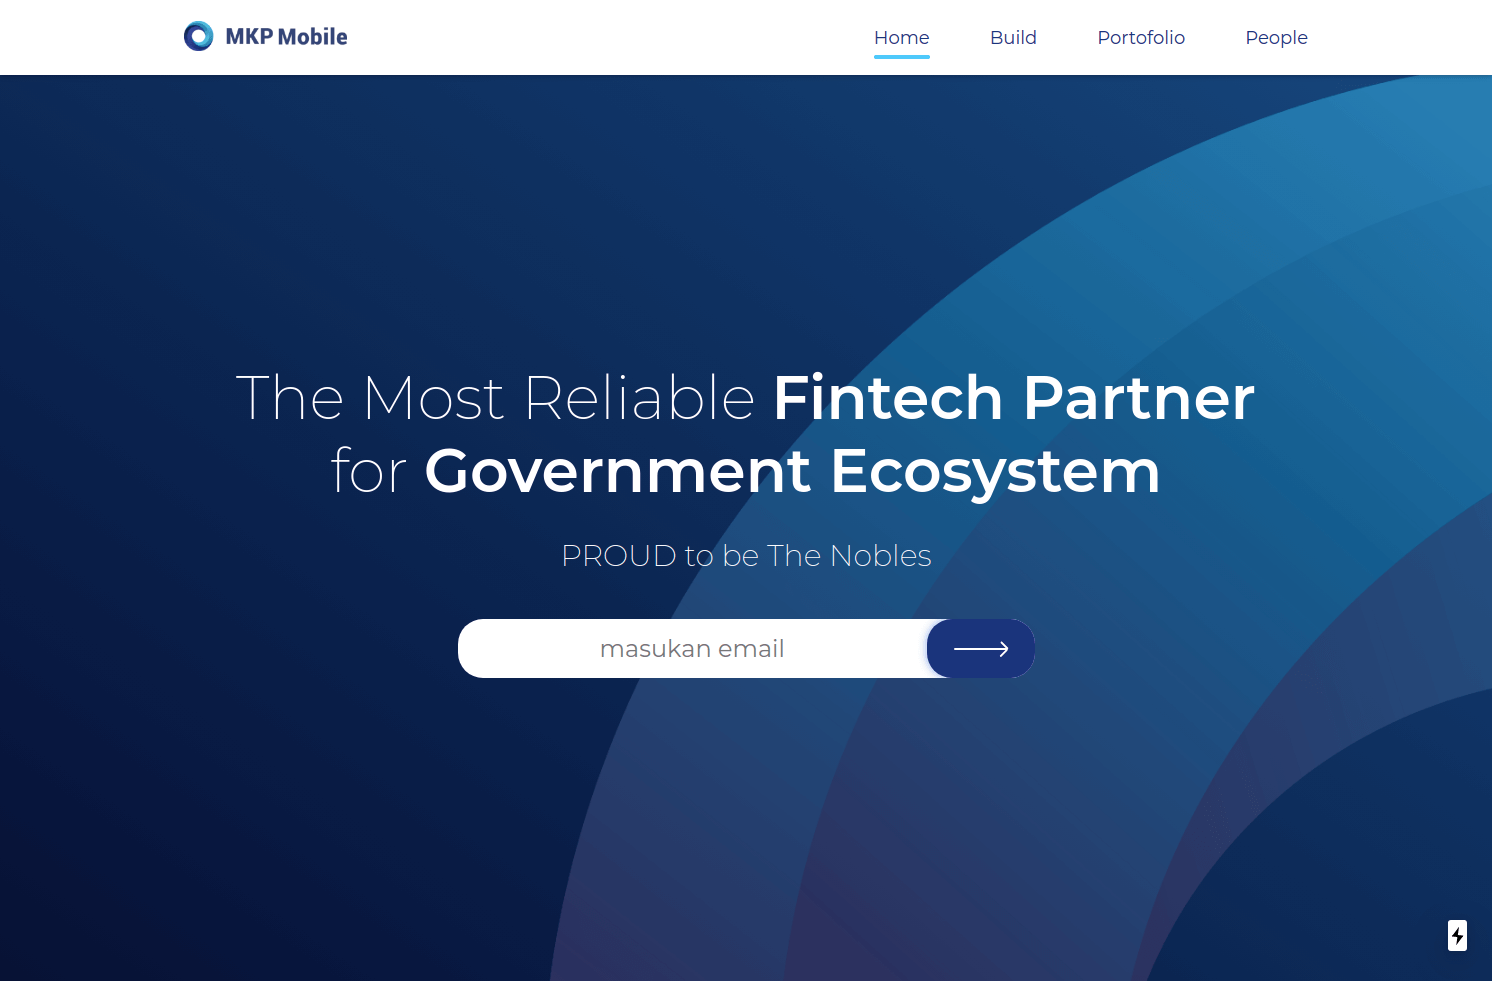 MKP Mobile
Home
Build
Portofolio
People
The Most Reliable Fintech Partner
for Government Ecosystem
PROUD to be The Nobles
masukan email